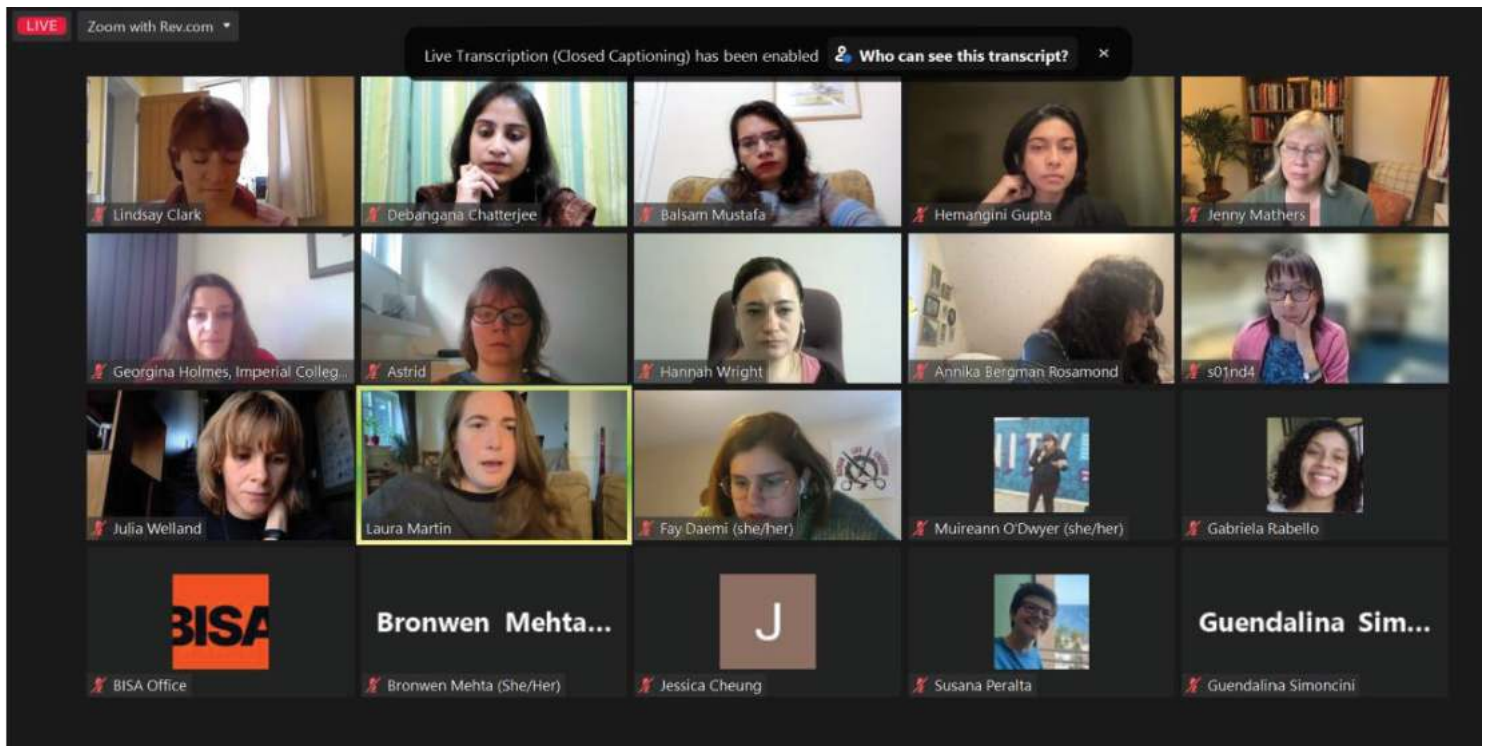 LIVE
Zoom with Rev.com
Live Transcription (Closed Captioning) has been enabled Who can see this transcript? ×
Lindsay Clark
Debangana Chatterjee
Balsam Mustafa
Hemangini Gupta
Jenny Mathers
Georgina Holmes, Imperial Colleg...
Astrid
Hannah Wright
Annika Bergman Rosamond
s01nd4
Julia Welland
Laura Martin
Fay Daemi (she/her)
Muireann O'Dwyer (she/her)
Gabriela Rabello
BISA
BISA Office
Bronwen Mehta...
Bronwen Mehta (She/Her)
J
Jessica Cheung
Susana Peralta
Guendalina Sim...
Guendalina Simoncini